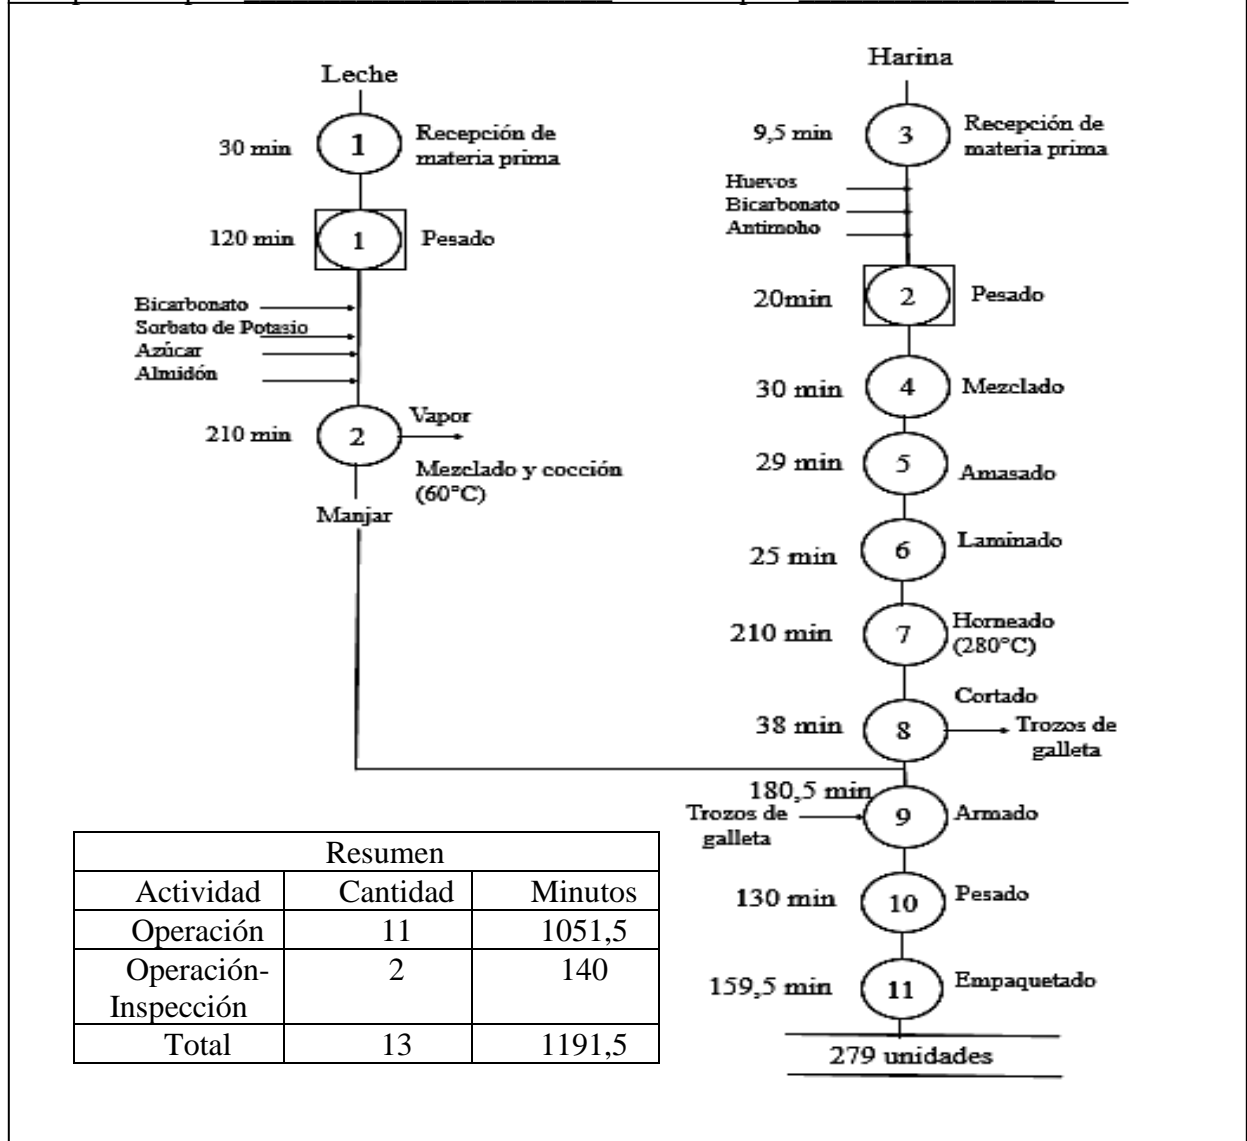 Leche
30 min
1
Recepción de
materia prima
120 min
1
Pesado
Bicarbonato
Sorbato de Potasio
Azúcar
Almidón
210 min
2
Vapor
Mezclado y cocción
(60°C)
Manjar
Harina
9,5 min
3
Recepción de
materia prima
Huevos
Bicarbonato
Antimoho
20min
2
Pesado
30 min
4
Mezclado
29 min
5
Amasado
25 min
6
Laminado
210 min
7
Horneado
(280°C)
38 min
8
Cortado
Trozos de
galleta
180,5 min
Trozos de
galleta
9
Armado
130 min
10
Pesado
159,5 min
11
Empaquetado
279 unidades
Resumen
Actividad Cantidad Minutos
Operación 11 1051,5
Operación- 2 140
Inspección
Total 13 1191,5